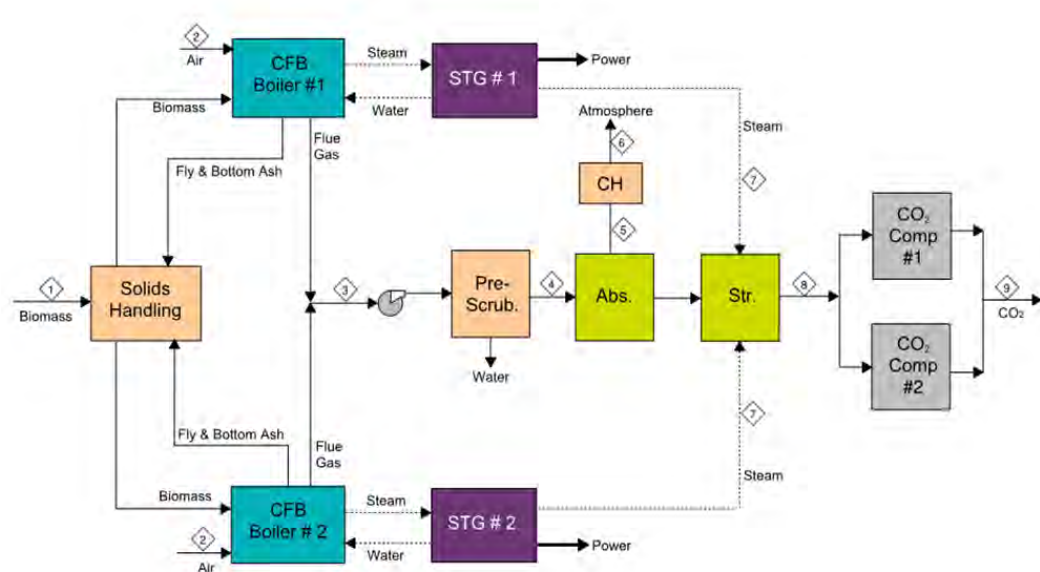 2
Air
CFB
Boiler #1
Steam
Water
STG # 1
Power
Biomass
Flue
Gas
Fly & Bottom Ash
Atmosphere
6
CH
5
Steam
7
1
Biomass
Solids
Handling
3
Pre-
Scrub.
4
Abs.
Str.
8
CO₂
Comp
#1
CO₂
Comp
#2
9
CO₂
Water
7
Fly & Bottom Ash
Flue
Gas
Steam
Biomass
2
Air
CFB
Boiler # 2
Steam
Water
STG # 2
Power